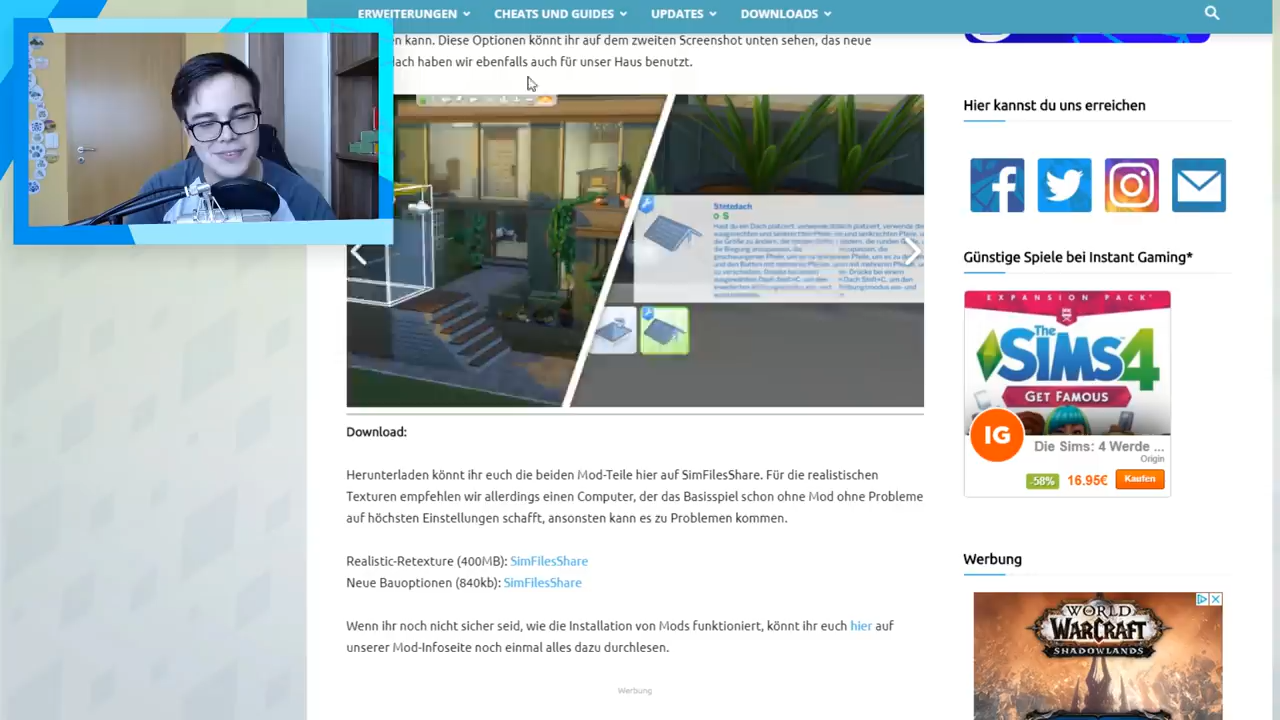 ERWEITERUNGEN
CHEATS UND GUIDES
UPDATES
DOWNLOADS
en kann. Diese Optionen könnt ihr auf dem zweiten Screenshot unten sehen, das neue
ach haben wir ebenfalls auch für unser Haus benutzt.
Steildach
5
Download:
Herunterladen könnt ihr euch die beiden Mod-Teile hier auf SimFilesShare. Für die realistischen
Texturen empfehlen wir allerdings einen Computer, der das Basisspiel schon ohne Mod ohne Probleme
auf höchsten Einstellungen schafft, ansonsten kann es zu Problemen kommen.
Realistic-Retexture (400MB): SimFilesShare
Neue Bauoptionen (840kb): SimFilesShare
Wenn ihr noch nicht sicher seid, wie die Installation von Mods funktioniert, könnt ihr euch hier auf
unserer Mod-Infoseite noch einmal alles dazu durchlesen.
Werbung
Hier kannst du uns erreichen
Günstige Spiele bei Instant Gaming*
EXPANSION PACK
The
SIMS 4
GET FAMOUS
IG
Die Sims: 4 Werde ...
Origin
-58%
16.95€
Kaufen
Werbung
WORLD
OF
WARCRAFT
SHADOWLANDS